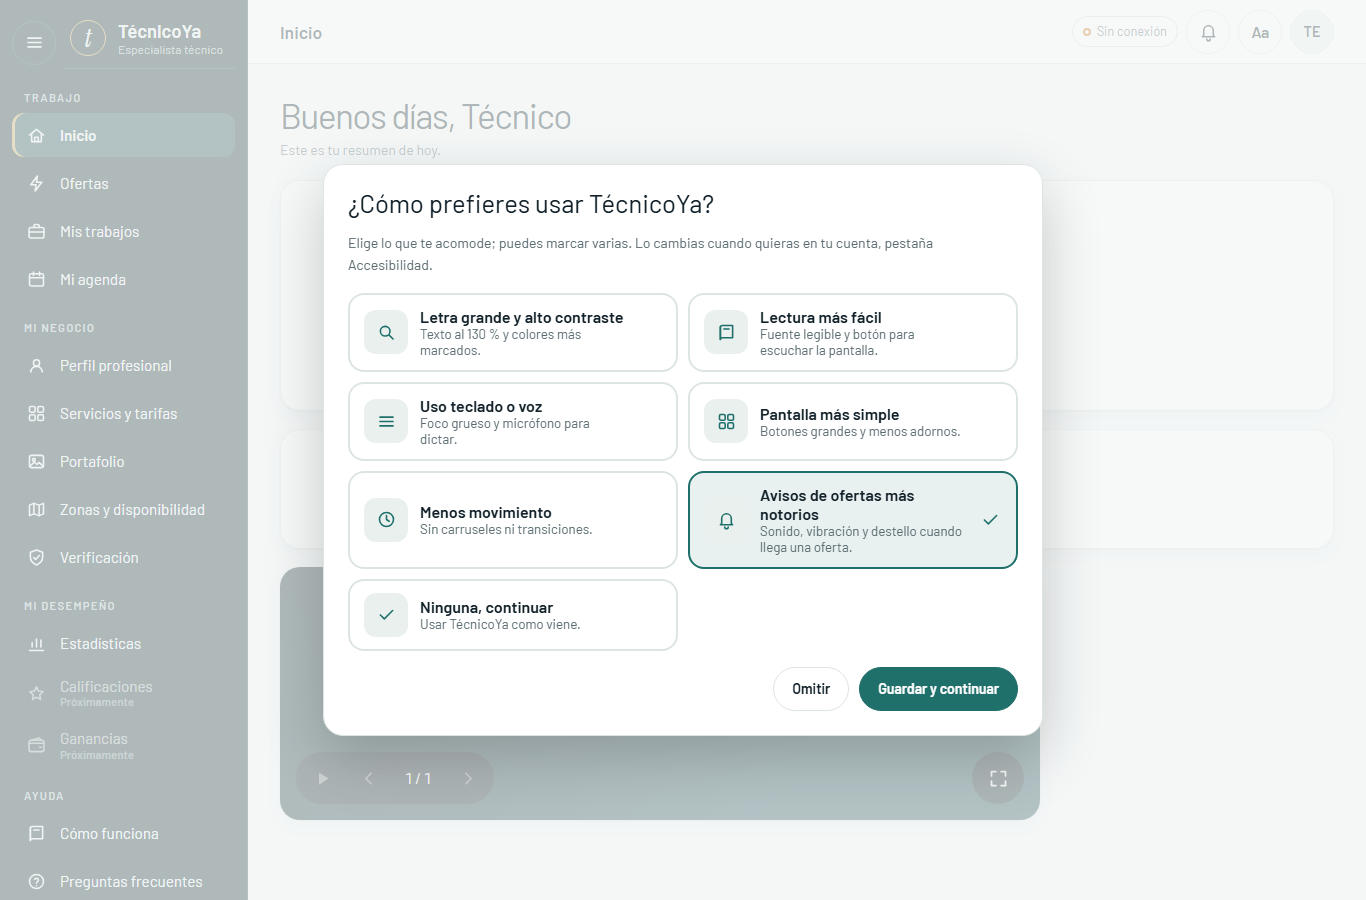 t
TécnicoYa
Especialista técnico
TRABAJO
Inicio
Ofertas
Mis trabajos
Mi agenda
MI NEGOCIO
Perfil profesional
Servicios y tarifas
Portafolio
Zonas y disponibilidad
Verificación
MI DESEMPEÑO
Estadísticas
Calificaciones
Próximamente
Ganancias
Próximamente
AYUDA
Cómo funciona
Preguntas frecuentes
Inicio
Sin conexión
Aa
TE
Buenos días, Técnico
Este es tu resumen de hoy.
¿Cómo prefieres usar TécnicoYa?
Elige lo que te acomode; puedes marcar varias. Lo cambias cuando quieras en tu cuenta, pestaña
Accesibilidad.
Letra grande y alto contraste
Texto al 130 % y colores más
marcados.
Lectura más fácil
Fuente legible y botón para
escuchar la pantalla.
Uso teclado o voz
Foco grueso y micrófono para
dictar.
Pantalla más simple
Botones grandes y menos adornos.
Menos movimiento
Sin carruseles ni transiciones.
Avisos de ofertas más
notorios
Sonido, vibración y destello cuando
llega una oferta.
Ninguna, continuar
Usar TécnicoYa como viene.
Omitir
Guardar y continuar
1 / 1